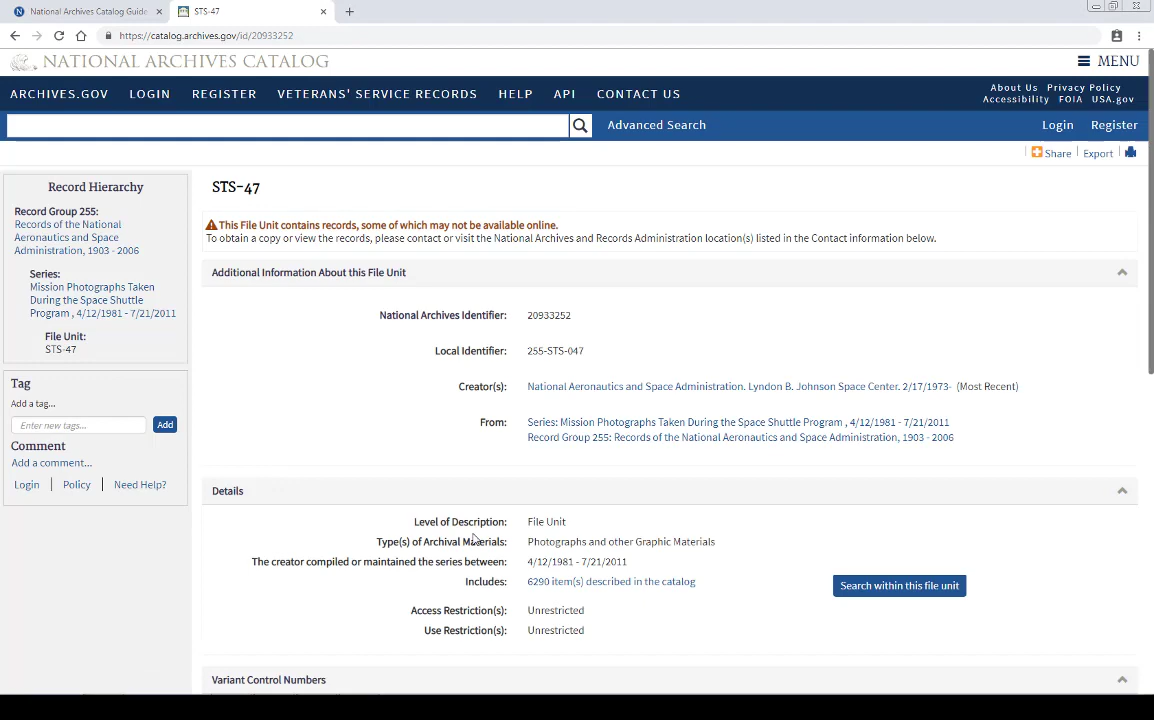 National Archives Catalog Guide
STS-47
https://catalog.archives.gov/id/20933252
NATIONAL ARCHIVES CATALOG
MENU
ARCHIVES.GOV LOGIN REGISTER VETERANS' SERVICE RECORDS HELP API CONTACT US
About Us Privacy Policy
Accessibility FOIA USA.gov
Advanced Search
Login Register
Share Export
Record Hierarchy
Record Group 255:
Records of the National
Aeronautics and Space
Administration, 1903 - 2006
Series:
Mission Photographs Taken
During the Space Shuttle
Program , 4/12/1981 - 7/21/2011
File Unit:
STS-47
Tag
Add a tag...
Enter new tags... Add
Comment
Add a comment...
Login Policy Need Help?
STS-47
This File Unit contains records, some of which may not be available online.
To obtain a copy or view the records, please contact or visit the National Archives and Records Administration location(s) listed in the Contact information below.
Additional Information About this File Unit
National Archives Identifier: 20933252
Local Identifier: 255-STS-047
Creator(s): National Aeronautics and Space Administration. Lyndon B. Johnson Space Center. 2/17/1973- (Most Recent)
From: Series: Mission Photographs Taken During the Space Shuttle Program , 4/12/1981 - 7/21/2011
Record Group 255: Records of the National Aeronautics and Space Administration, 1903 - 2006
Details
Level of Description: File Unit
Type(s) of Archival Materials: Photographs and other Graphic Materials
The creator compiled or maintained the series between: 4/12/1981 - 7/21/2011
Includes: 6290 item(s) described in the catalog
Search within this file unit
Access Restriction(s): Unrestricted
Use Restriction(s): Unrestricted
Variant Control Numbers